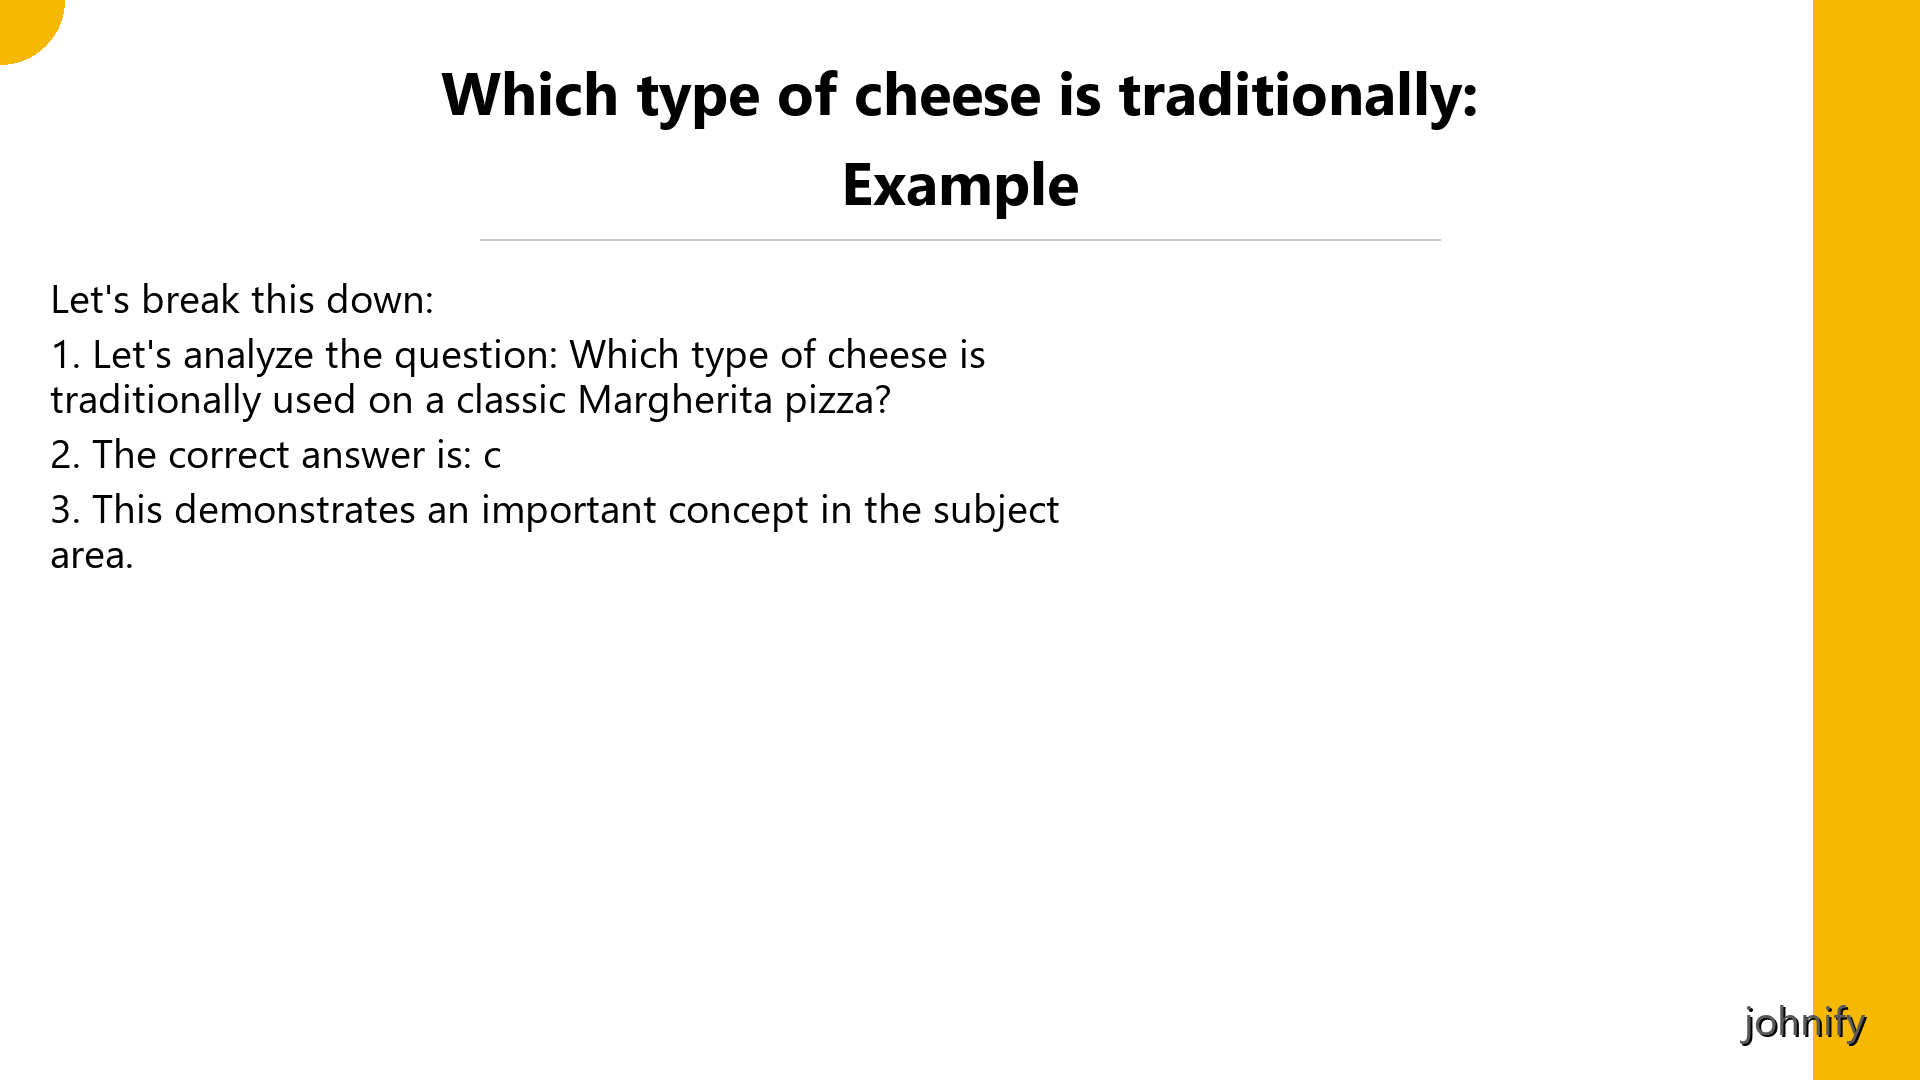 Which type of cheese is traditionally:
Example
Let's break this down:
1. Let's analyze the question: Which type of cheese is
traditionally used on a classic Margherita pizza?
2. The correct answer is: c
3. This demonstrates an important concept in the subject
area.
johnify